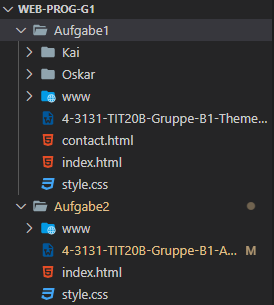 WEB-PROG-G1
Aufgabe1
Kai
Oskar
www
4-3131-TIT20B-Gruppe-B1-Theme...
contact.html
index.html
style.css
Aufgabe2
www
4-3131-TIT20B-Gruppe-B1-A... M
index.html
style.css